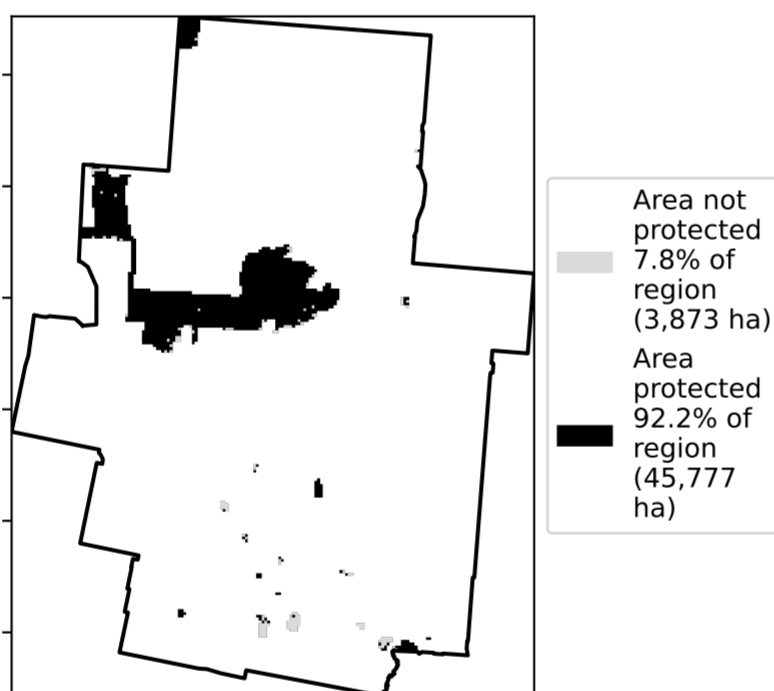 Area not
protected
7.8% of
region
(3,873 ha)
Area
protected
92.2% of
region
(45,777
ha)